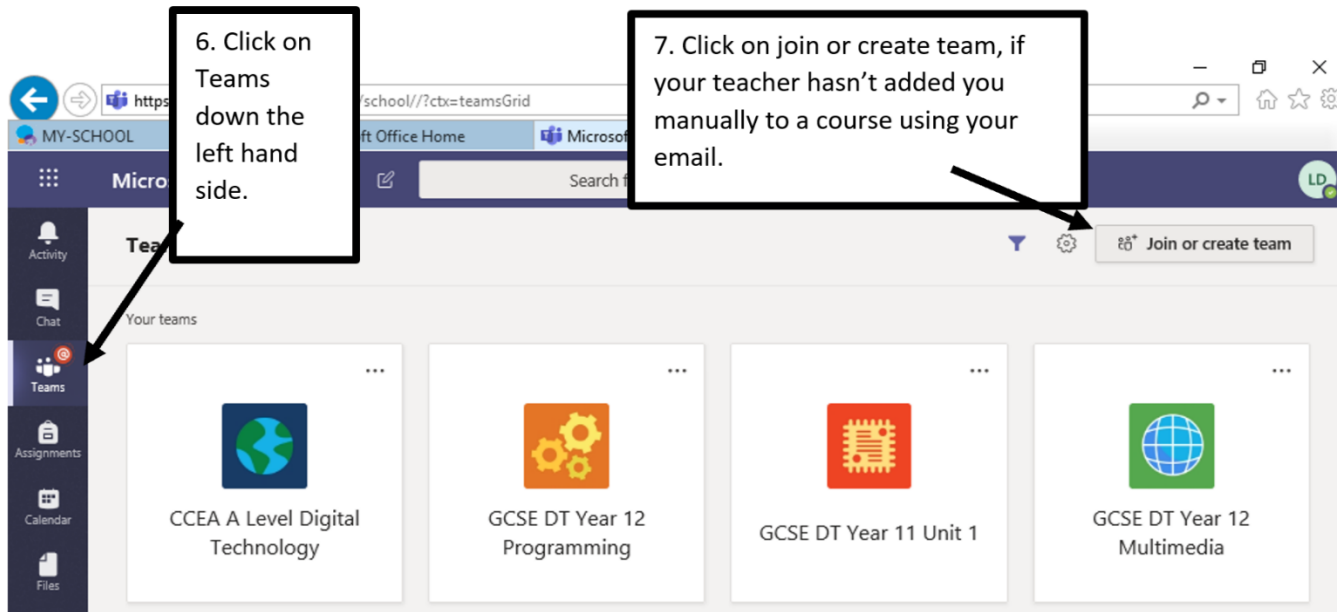 6. Click on
Teams
down the
left hand
side.
7. Click on join or create team, if
your teacher hasn’t added you
manually to a course using your
email.
https
/school//?ctx=teamsGrid
MY-SCHOOL
ft Office Home
Microsof
Micro
Search f
LD
Activity
Tea
Join or create team
Chat
Your teams
Teams
Assignments
Calendar
Files
CCEA A Level Digital
Technology
GCSE DT Year 12
Programming
GCSE DT Year 11 Unit 1
GCSE DT Year 12
Multimedia